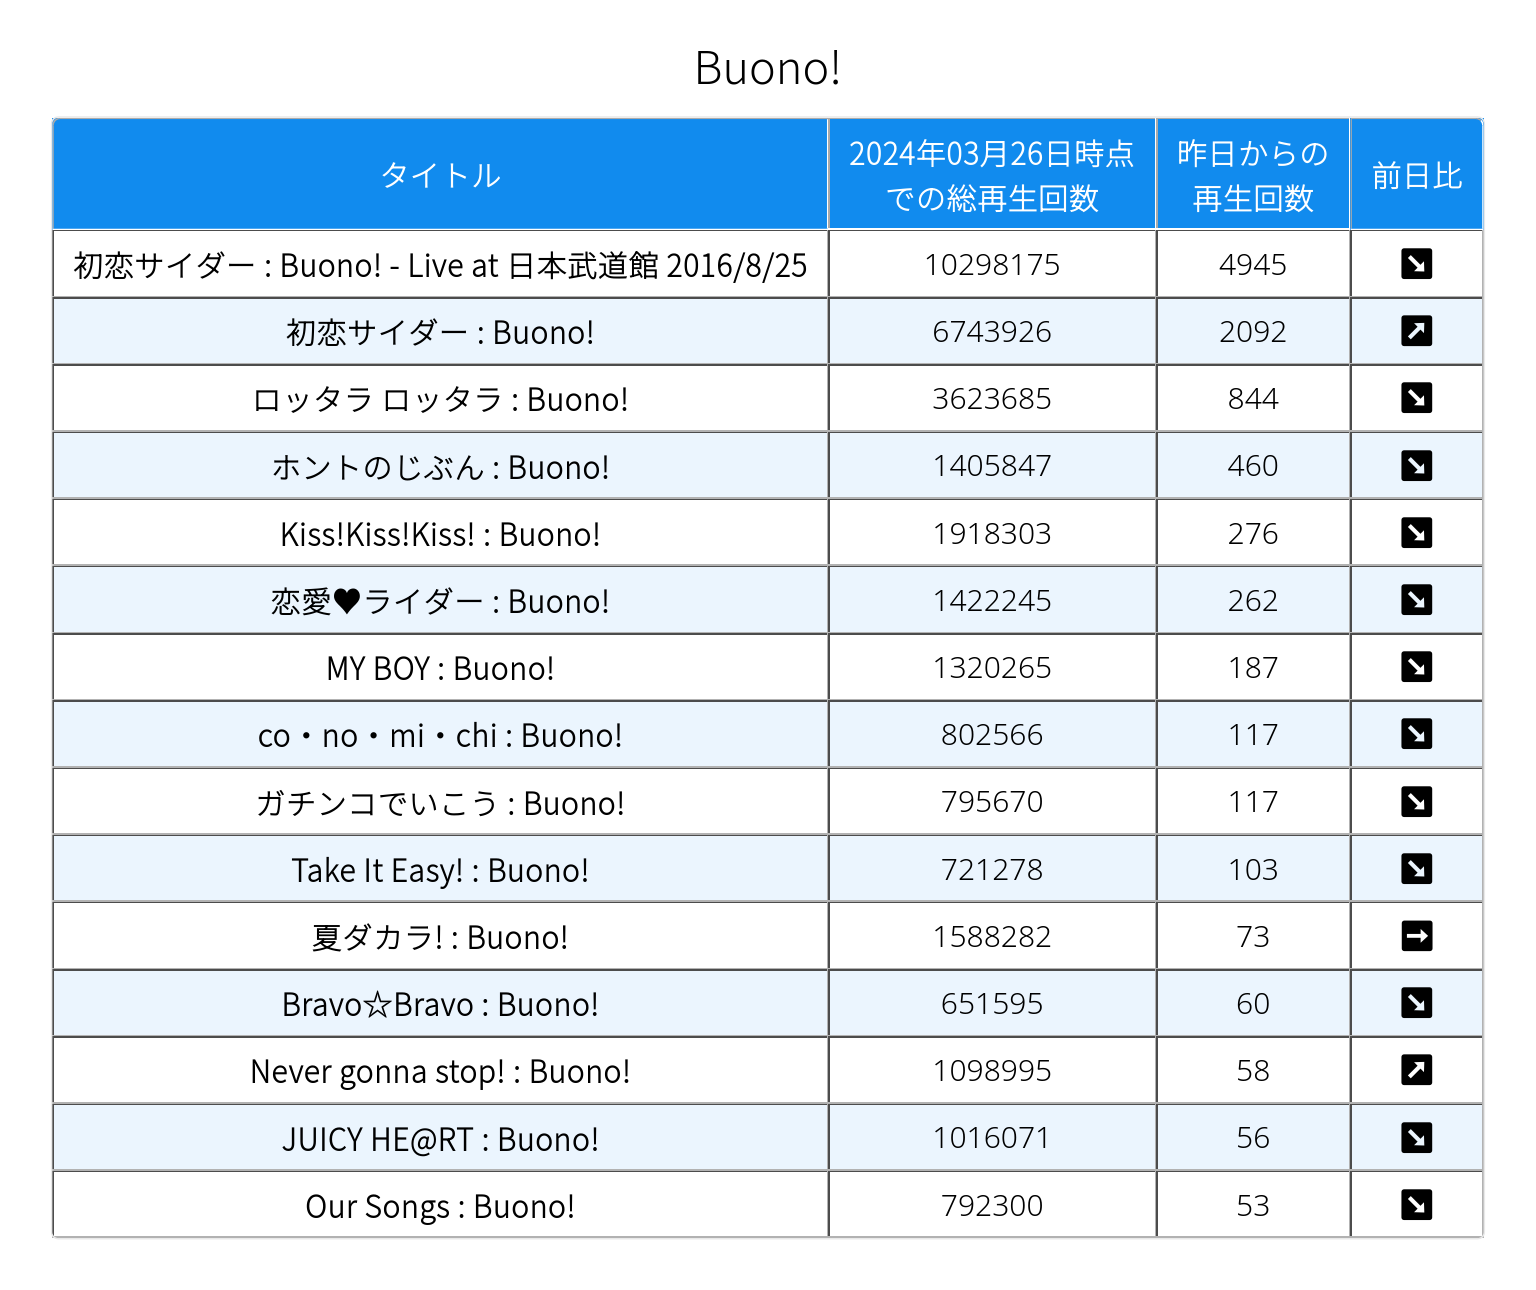 Buono!
タイトル
2024年03月26日時点
での総再生回数
昨日からの
再生回数
前日比
初恋サイダー : Buono! - Live at 日本武道館 2016/8/25 10298175 4945 ↘
初恋サイダー : Buono! 6743926 2092 ↗
ロッタラ ロッタラ : Buono! 3623685 844 ↘
ホントのじぶん : Buono! 1405847 460 ↘
Kiss!Kiss!Kiss! : Buono! 1918303 276 ↘
恋愛♥ライダー : Buono! 1422245 262 ↘
MY BOY : Buono! 1320265 187 ↘
co・no・mi・chi : Buono! 802566 117 ↘
ガチンコでいこう : Buono! 795670 117 ↘
Take It Easy! : Buono! 721278 103 ↘
夏ダカラ! : Buono! 1588282 73 →
Bravo☆Bravo : Buono! 651595 60 ↘
Never gonna stop! : Buono! 1098995 58 ↗
JUICY HE@RT : Buono! 1016071 56 ↘
Our Songs : Buono! 792300 53 ↘